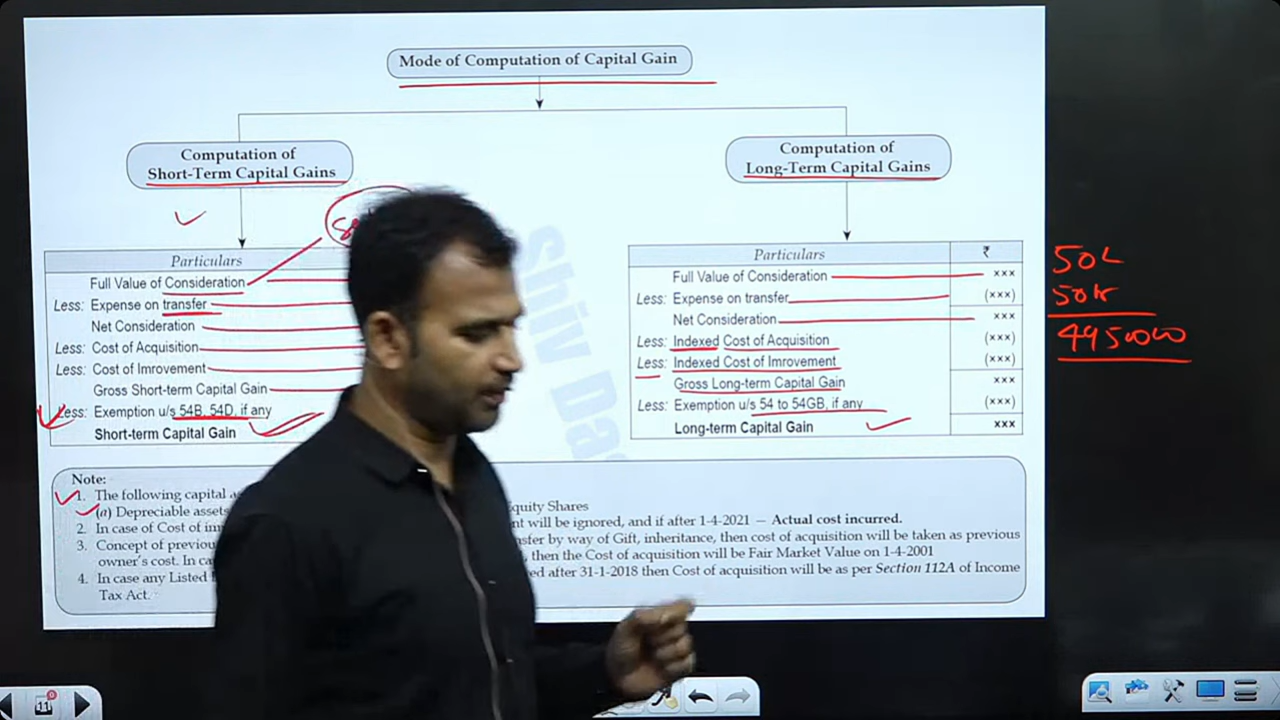 Mode of Computation of Capital Gain
Computation of
Short-Term Capital Gains
Computation of
Long-Term Capital Gains
Particulars
Full Value of Consideration
Less: Expense on transfer
Net Consideration
Less: Cost of Acquisition
Less: Cost of Imrovement
Gross Short-term Capital Gain
Less: Exemption u/s 54B, 54D, if any
Short-term Capital Gain
Particulars ₹
Full Value of Consideration xxx
Less: Expense on transfer (xxx)
Net Consideration xxx
Less: Indexed Cost of Acquisition (xxx)
Less: Indexed Cost of Imrovement (xxx)
Gross Long-term Capital Gain xxx
Less: Exemption u/s 54 to 54GB, if any (xxx)
Long-term Capital Gain xxx
50L
50k
4950000
Shiv Da
Note:
1. The following capital quity Shares
(a) Depreciable assets
2. In case of Cost of im nt will be ignored, and if after 1-4-2021 — Actual cost incurred.
3. Concept of previou sfer by way of Gift, inheritance, then cost of acquisition will be taken as previous
owner's cost. In ca , then the Cost of acquisition will be Fair Market Value on 1-4-2001
4. In case any Listed ed after 31-1-2018 then Cost of acquisition will be as per Section 112A of Income
Tax Act.
11